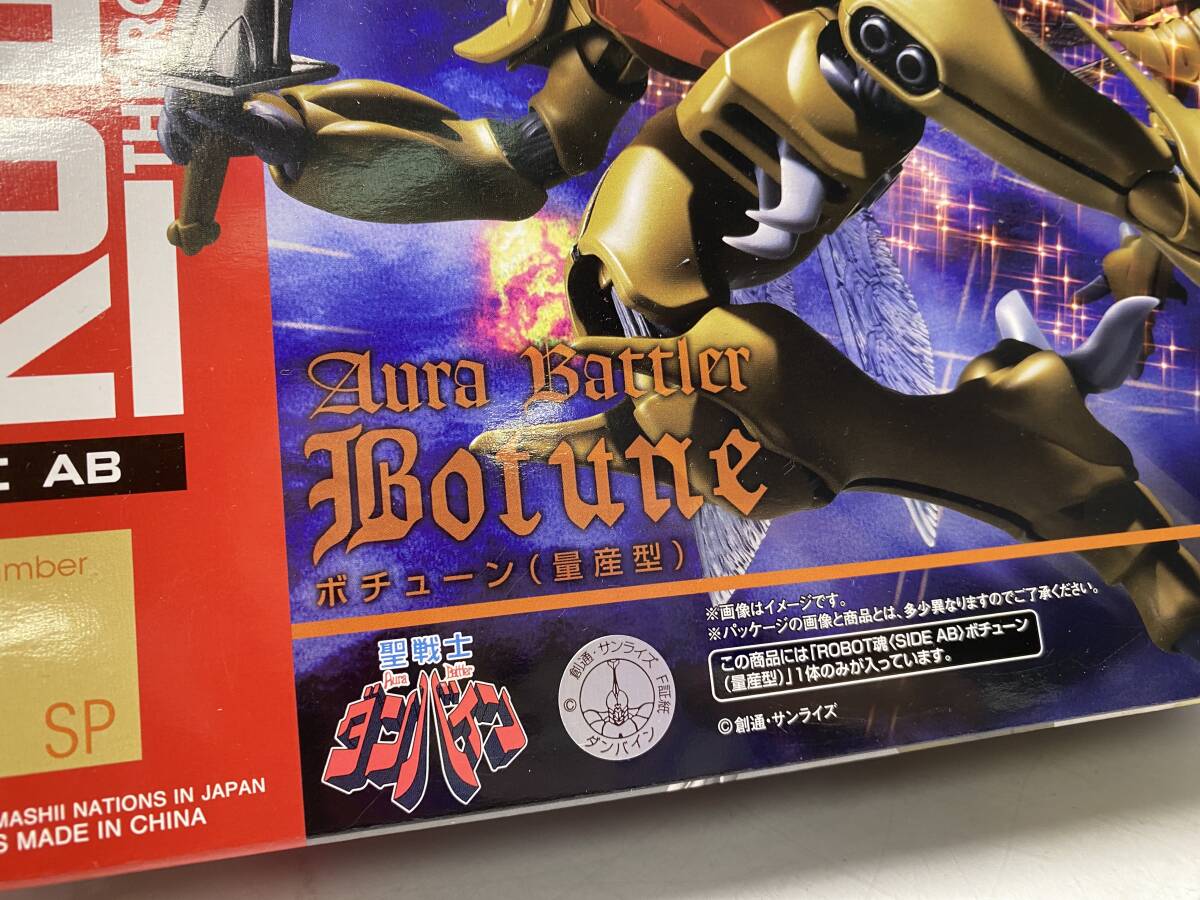 AB
SP
MASHII NATIONS IN JAPAN
MADE IN CHINA
Aura Battler
Botune
ボチューン(量産型)
聖戦士
Aura Battler
ダンバイン
©創通・サンライズ F証紙
ダンバイン
※画像はイメージです。
※パッケージの画像と商品とは、多少異なりますのでご了承ください。
この商品には「ROBOT魂〈SIDE AB〉ボチューン
(量産型)」1体のみが入っています。
©創通・サンライズ